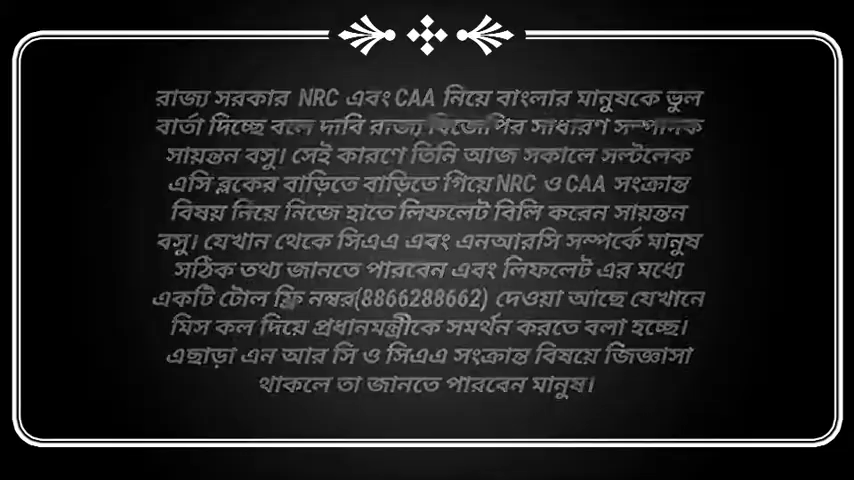 রাজ্য সরকার NRC এবং CAA নিয়ে বাংলার মানুষকে ভুল
বার্তা দিচ্ছে বলে দাবি রাজ্য বিজেপির সাধারণ সম্পাদক
সায়ন্তন বসু। সেই কারণে তিনি আজ সকালে সল্টলেক
এসি ব্লকের বাড়িতে বাড়িতে গিয়ে NRC ও CAA সংক্রান্ত
বিষয় নিয়ে নিজে হাতে লিফলেট বিলি করেন সায়ন্তন
বসু। যেখান থেকে সিএএ এবং এনআরসি সম্পর্কে মানুষ
সঠিক তথ্য জানতে পারবেন এবং লিফলেট এর মধ্যে
একটি টোল ফ্রি নম্বর(8866288662) দেওয়া আছে যেখানে
মিস কল দিয়ে প্রধানমন্ত্রীকে সমর্থন করতে বলা হচ্ছে।
এছাড়া এন আর সি ও সিএএ সংক্রান্ত বিষয়ে জিজ্ঞাসা
থাকলে তা জানতে পারবেন মানুষ।